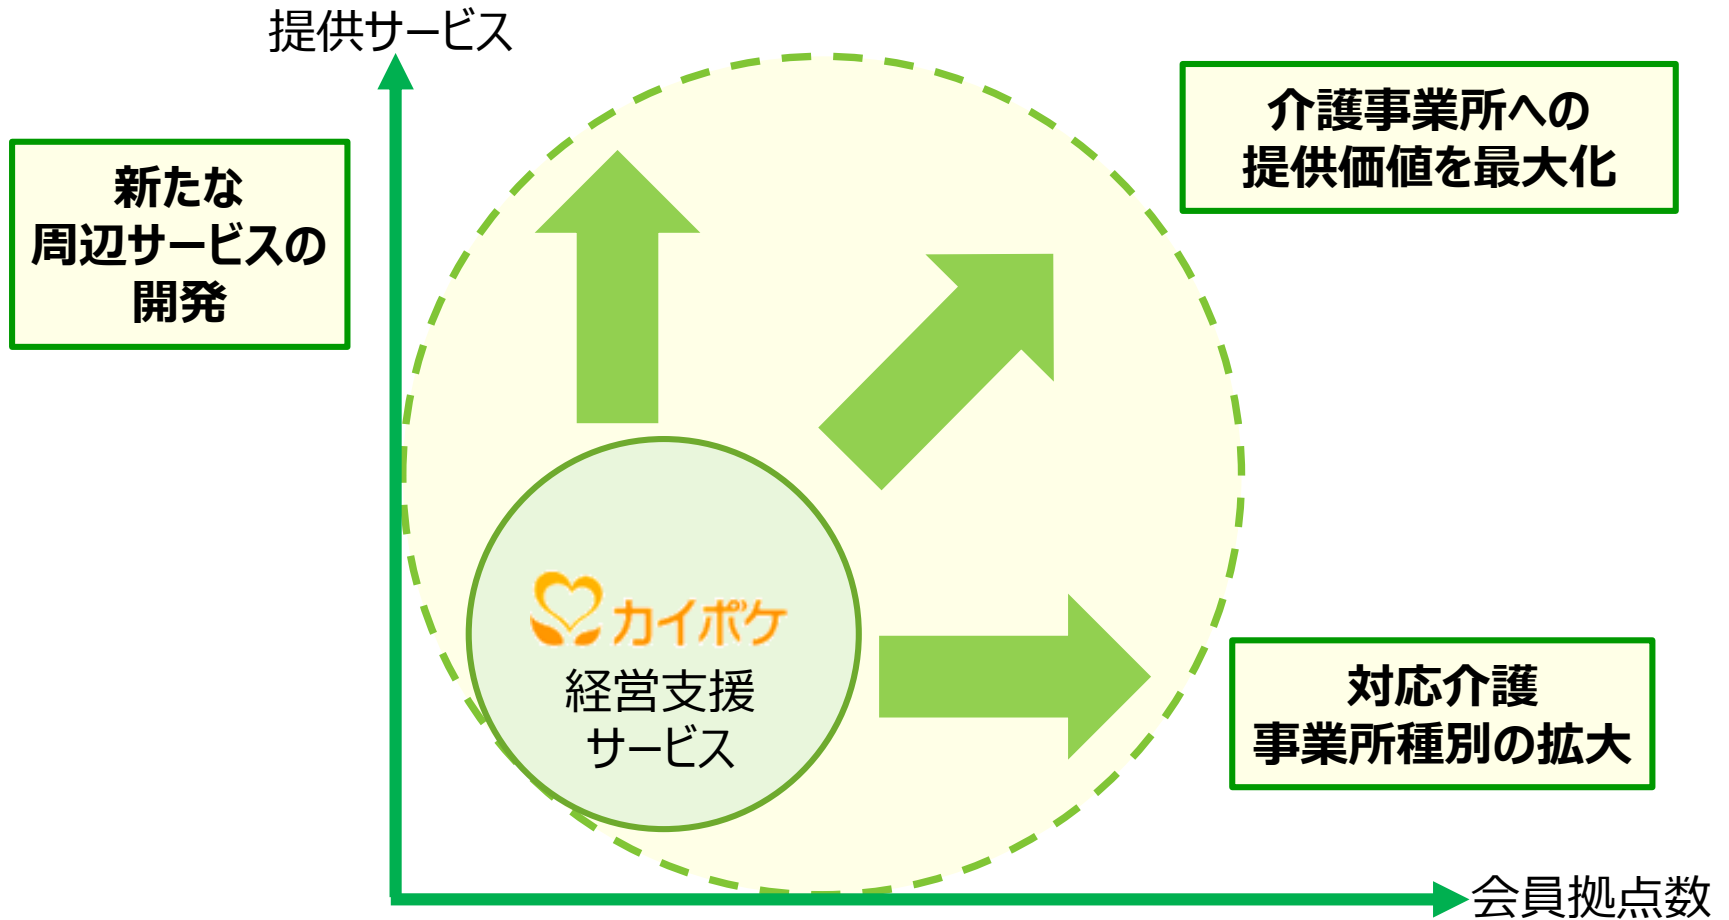 提供サービス
新たな
周辺サービスの
開発
介護事業所への
提供価値を最大化
カイポケ
経営支援
サービス
対応介護
事業所種別の拡大
会員拠点数